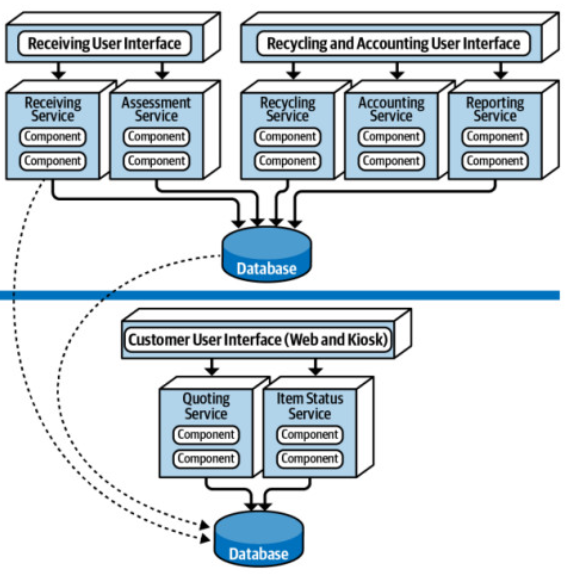 Receiving User Interface
Recycling and Accounting User Interface
Receiving
Service
Component
Component
Assessment
Service
Component
Component
Recycling
Service
Component
Component
Accounting
Service
Component
Component
Reporting
Service
Component
Component
Database
Customer User Interface (Web and Kiosk)
Quoting
Service
Component
Component
Item Status
Service
Component
Component
Database